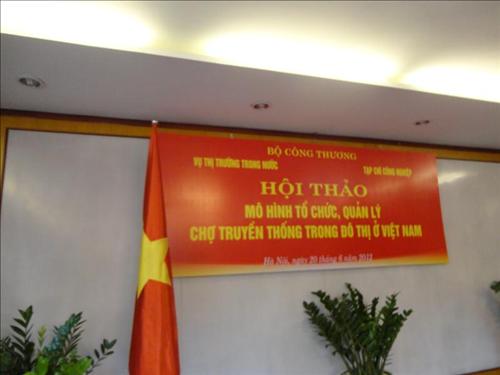 BỘ CÔNG THƯƠNG
VỤ THỊ TRƯỜNG TRONG NƯỚC TẠP CHÍ CÔNG NGHIỆP
HỘI THẢO
MÔ HÌNH TỔ CHỨC, QUẢN LÝ
CHỢ TRUYỀN THỐNG TRONG ĐÔ THỊ Ở VIỆT NAM
Hà Nội, ngày 20 tháng 6 năm 2012